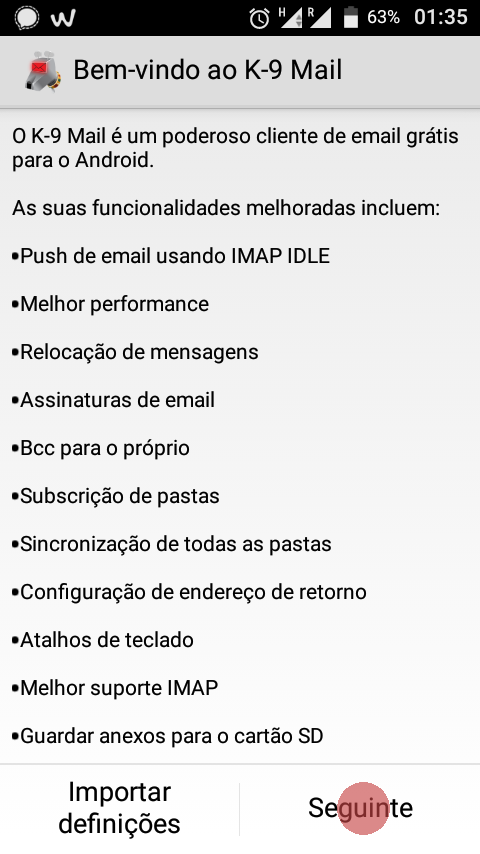 H R 63% 01:35
Bem-vindo ao K-9 Mail
O K-9 Mail é um poderoso cliente de email grátis
para o Android.
As suas funcionalidades melhoradas incluem:
•Push de email usando IMAP IDLE
•Melhor performance
•Relocação de mensagens
•Assinaturas de email
•Bcc para o próprio
•Subscrição de pastas
•Sincronização de todas as pastas
•Configuração de endereço de retorno
•Atalhos de teclado
•Melhor suporte IMAP
•Guardar anexos para o cartão SD
Importar
definições
Seguinte